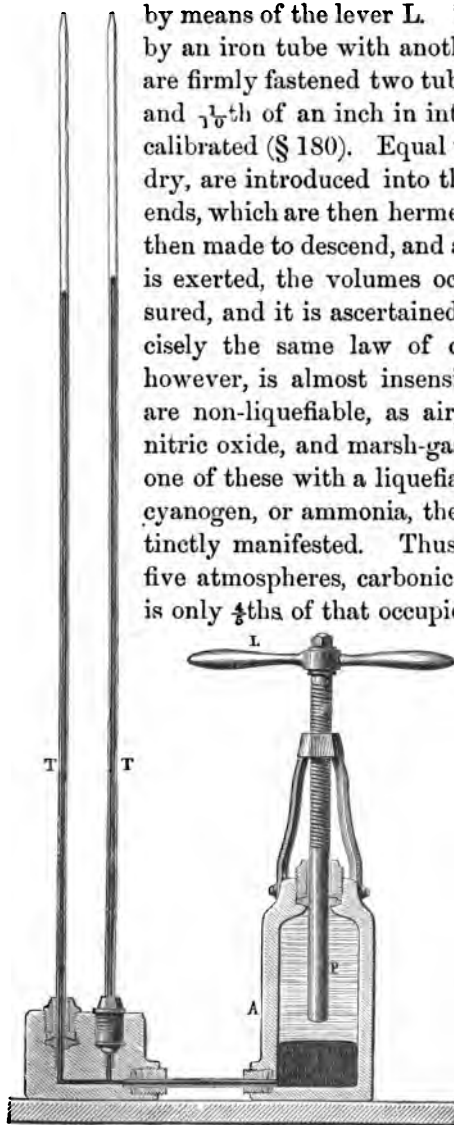 by means of the lever L.
by an iron tube with anoth
are firmly fastened two tub
and 1/10th of an inch in int
calibrated (§ 180). Equal
dry, are introduced into th
ends, which are then herme
then made to descend, and a
is exerted, the volumes oc
sured, and it is ascertained
cisely the same law of c
however, is almost insensi
are non-liquefiable, as air
nitric oxide, and marsh-ga
one of these with a liquefia
cyanogen, or ammonia, the
tinctly manifested. Thus
five atmospheres, carbonic
is only ⅘ths of that occupie
L
T T
P
A